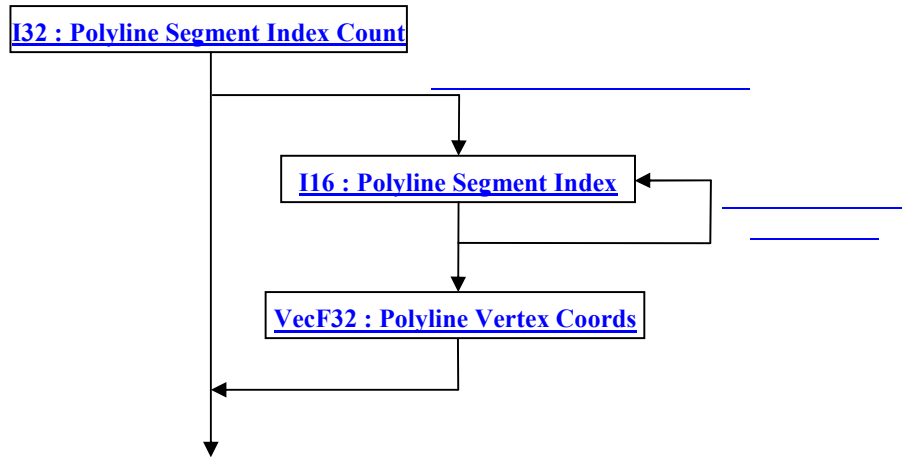 I32 : Polyline Segment Index Count
I16 : Polyline Segment Index
VecF32 : Polyline Vertex Coords